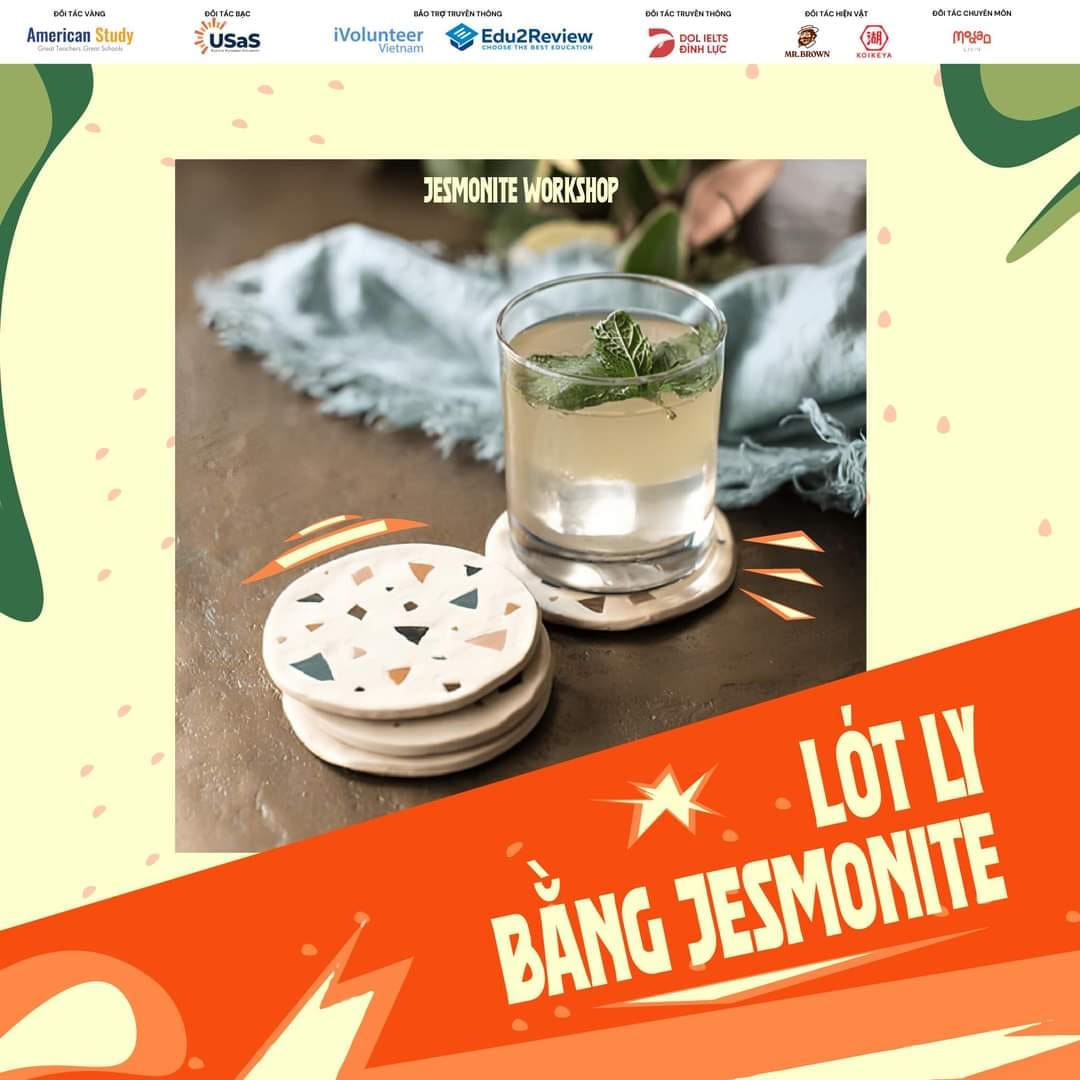 ĐỐI TÁC VÀNG
American Study
Great Teachers. Great Schools
ĐỐI TÁC BẠC
USaS
BẢO TRỢ TRUYỀN THÔNG
iVolunteer
Vietnam
Edu2Review
CHOOSE THE BEST EDUCATION
ĐỐI TÁC TRUYỀN THÔNG
DOL IELTS
ĐÌNH LỰC
ĐỐI TÁC HIỆN VẬT
MR.BROWN
湖
KOIKEYA
ĐỐI TÁC CHUYÊN MÔN
JESMONITE WORKSHOP
LÓT LY
BẰNG JESMONITE